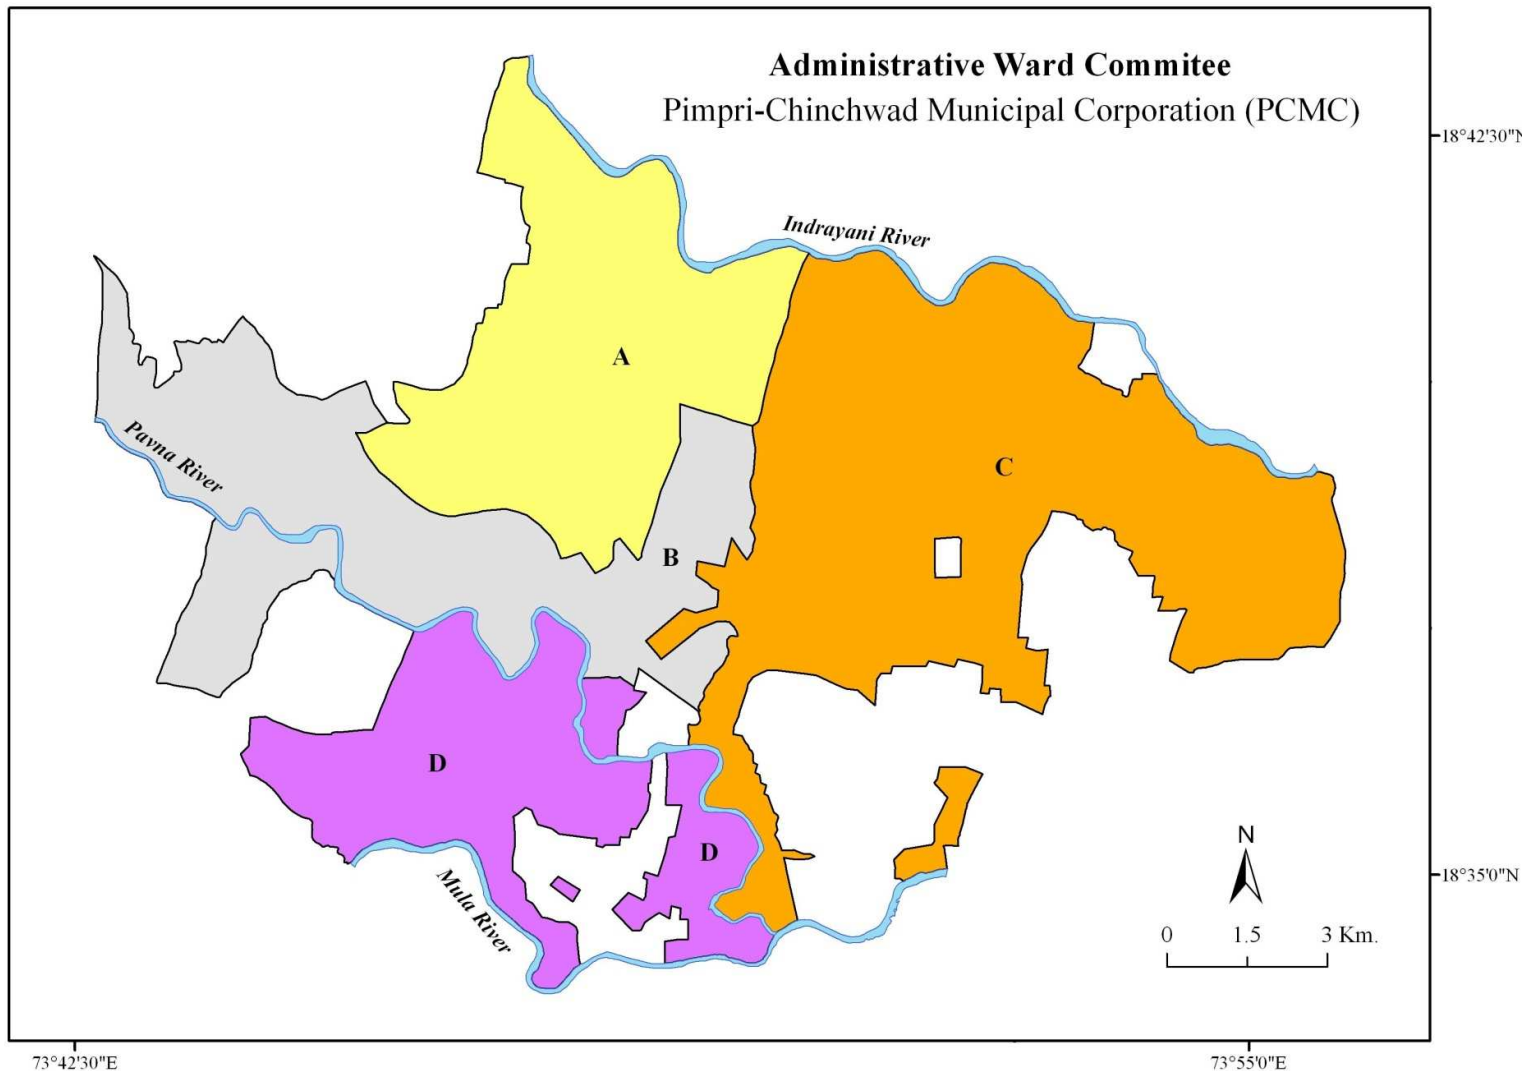 Administrative Ward Commitee
Pimpri-Chinchwad Municipal Corporation (PCMC)
18°42'30"N
Indrayani River
A
Pavna River
C
B
D
D
Mula River
N
18°35'0"N
0 1.5 3 Km.
73°42'30"E
73°55'0"E